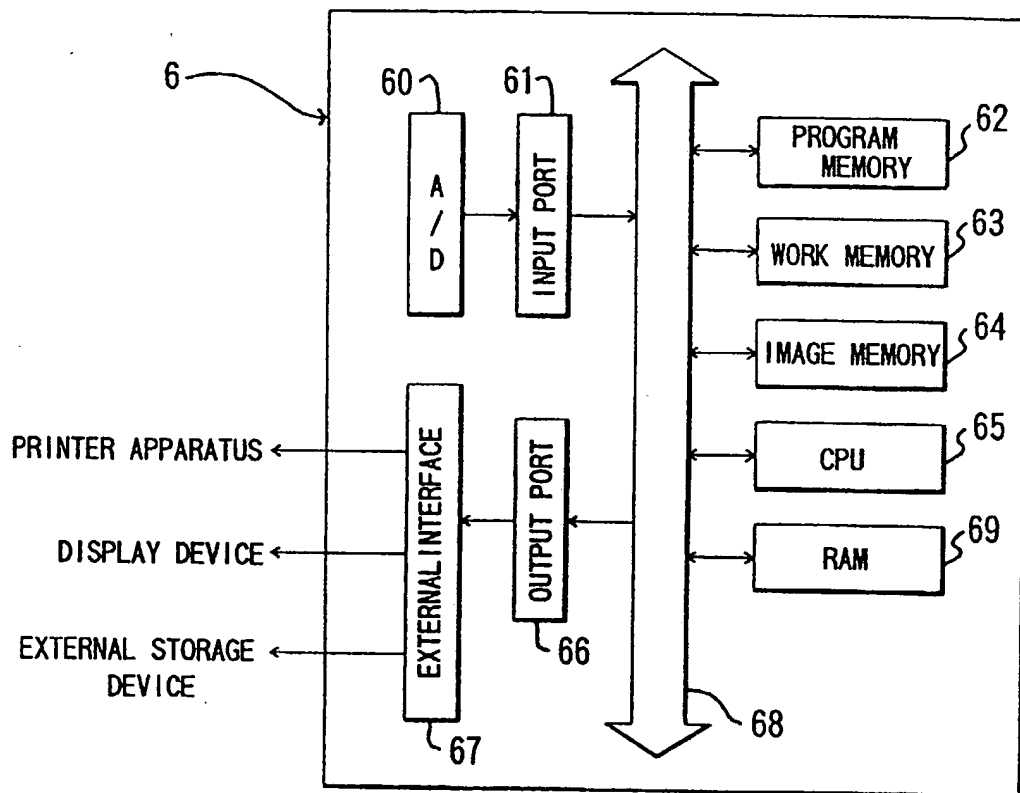 6
60
61
A/D
INPUT PORT
PROGRAM
MEMORY
62
WORK MEMORY
63
IMAGE MEMORY
64
CPU
65
RAM
69
PRINTER APPARATUS
DISPLAY DEVICE
EXTERNAL STORAGE
DEVICE
EXTERNAL INTERFACE
67
OUTPUT PORT
66
68